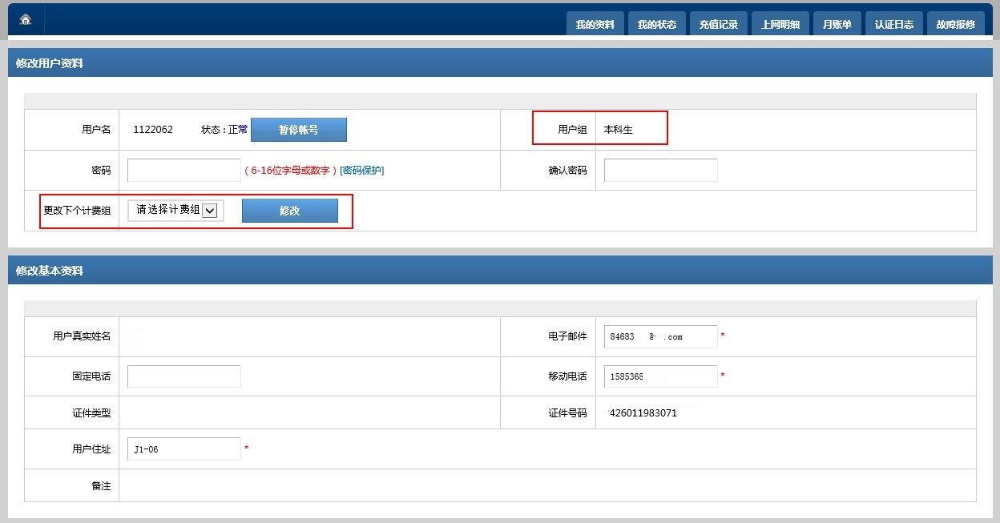 我的资料 我的状态 充值记录 上网明细 月账单 认证日志 故障报修
修改用户资料
用户名 1122062 状态 : 正常 暂停帐号 用户组 本科生
密码 ( 6-16位字母或数字 ) [密码保护] 确认密码
更改下个计费组 请选择计费组 修改
修改基本资料
用户真实姓名 电子邮件 84683 .com *
固定电话 移动电话 1585368 *
证件类型 证件号码 426011983071
用户住址 J1-06 *
备注